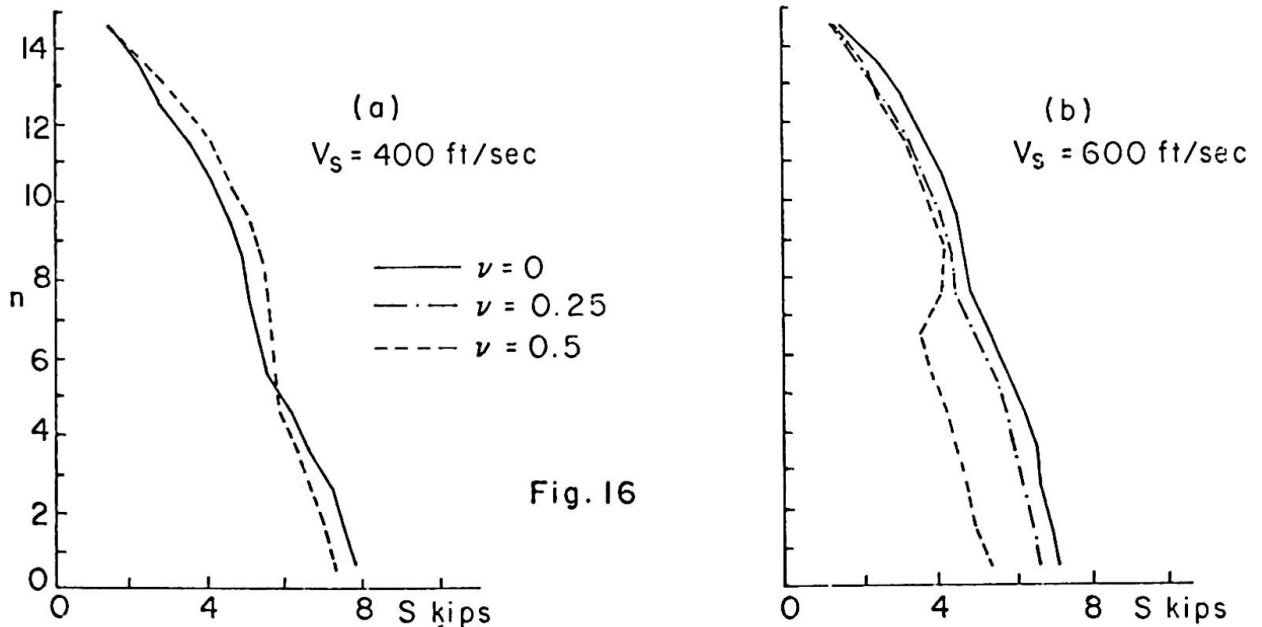 14
12
10
8
6
4
2
0
n
(a)
V_S = 400 ft/sec
ν = 0
ν = 0.25
ν = 0.5
0 4 8 S kips
Fig. 16
(b)
V_S = 600 ft/sec
0 4 8 S kips